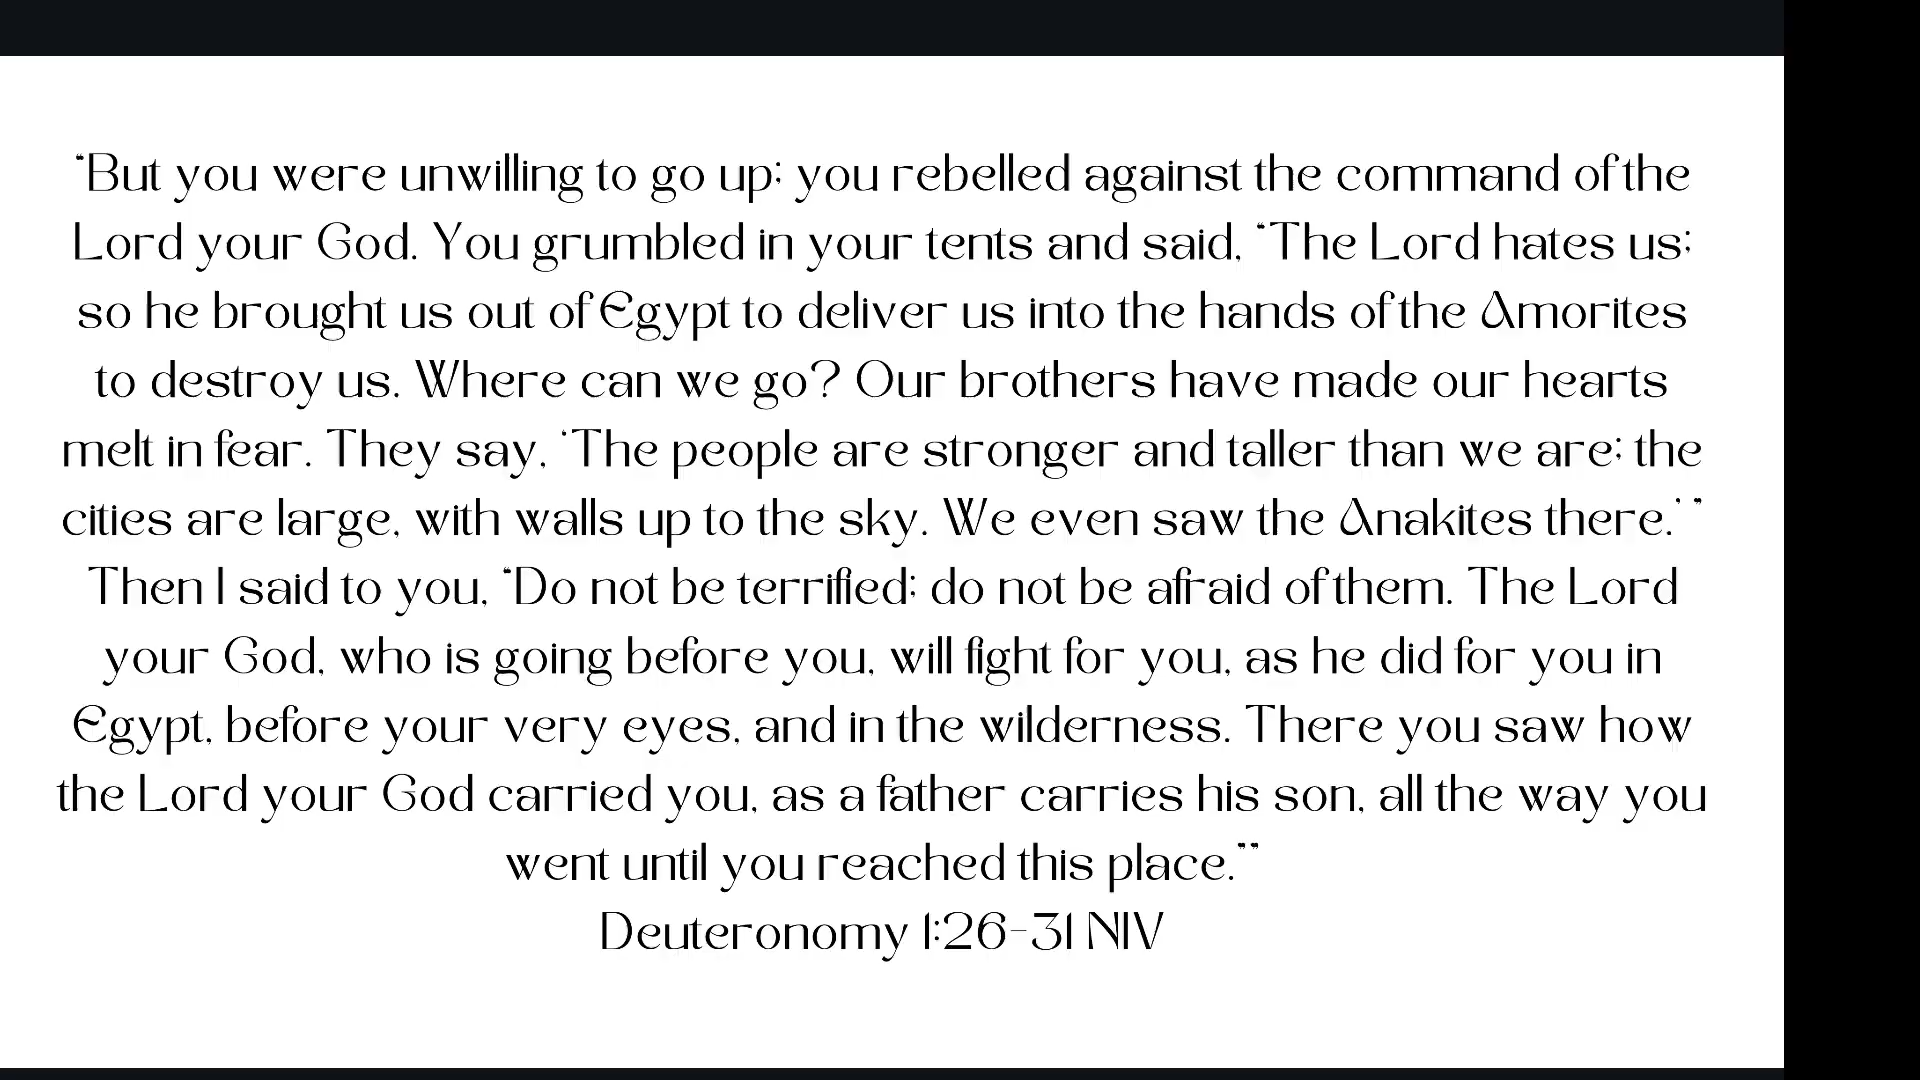 “But you were unwilling to go up; you rebelled against the command of the
Lord your God. You grumbled in your tents and said, “The Lord hates us;
so he brought us out of Egypt to deliver us into the hands of the Amorites
to destroy us. Where can we go? Our brothers have made our hearts
melt in fear. They say, ‘The people are stronger and taller than we are; the
cities are large, with walls up to the sky. We even saw the Anakites there.’ ”
Then I said to you, “Do not be terrified; do not be afraid of them. The Lord
your God, who is going before you, will fight for you, as he did for you in
Egypt, before your very eyes, and in the wilderness. There you saw how
the Lord your God carried you, as a father carries his son, all the way you
went until you reached this place.””
Deuteronomy 1:26-31 NIV